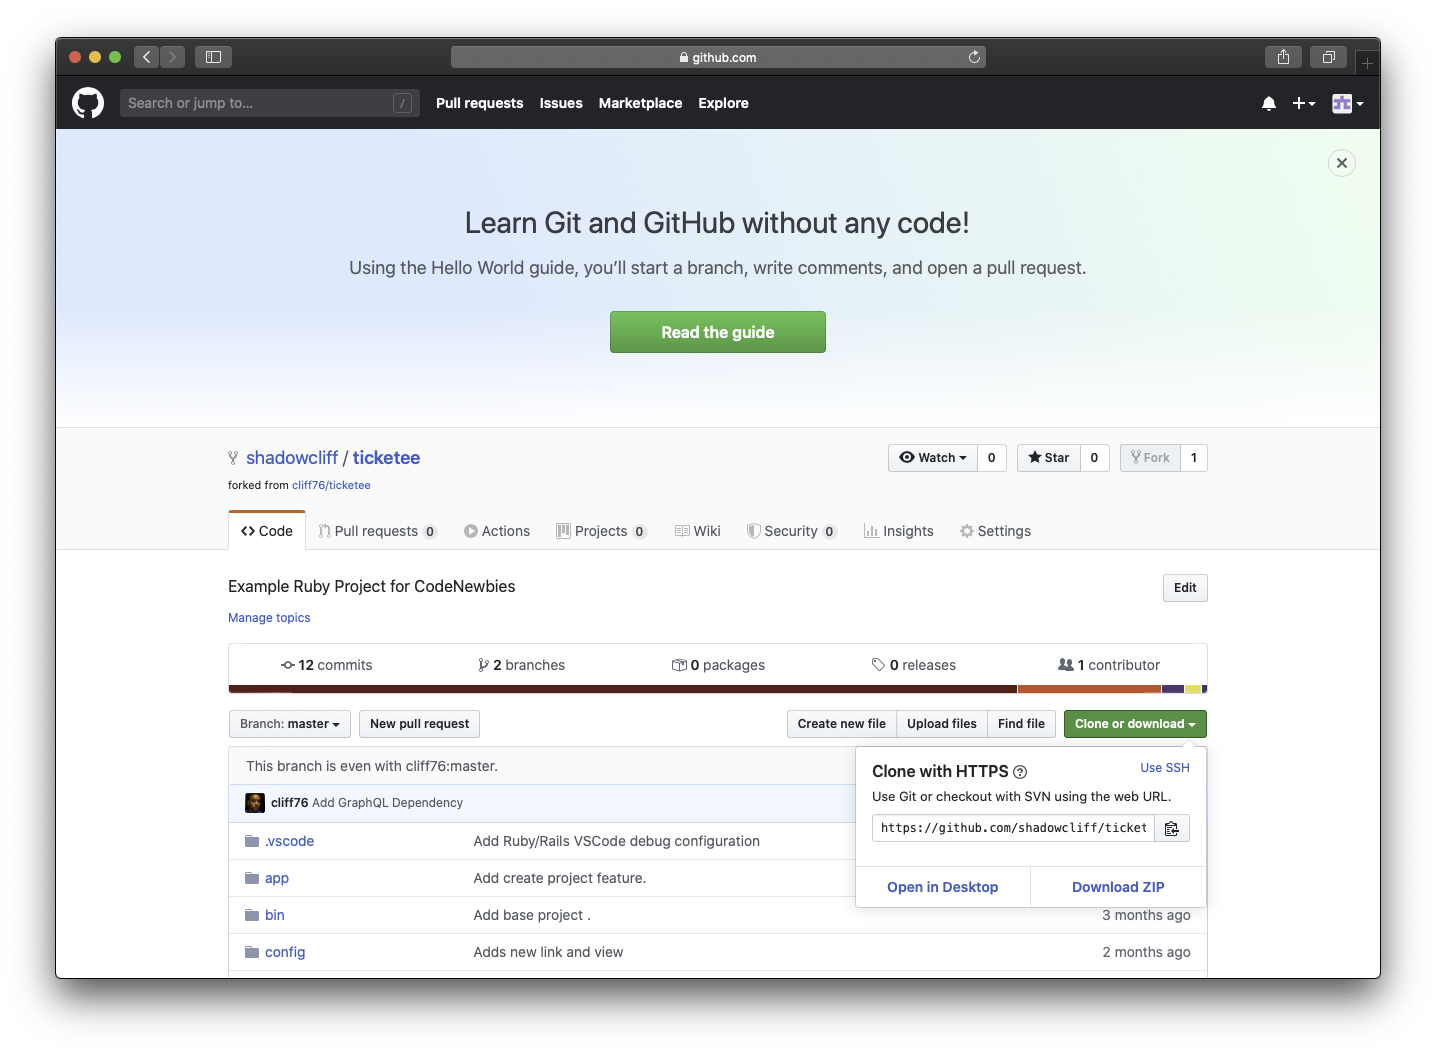 github.com
Search or jump to... /
Pull requests Issues Marketplace Explore
Learn Git and GitHub without any code!
Using the Hello World guide, you’ll start a branch, write comments, and open a pull request.
Read the guide
shadowcliff / ticketee
Watch 0 Star 0 Fork 1
forked from cliff76/ticketee
Code Pull requests 0 Actions Projects 0 Wiki Security 0 Insights Settings
Example Ruby Project for CodeNewbies
Edit
Manage topics
12 commits 2 branches 0 packages 0 releases 1 contributor
Branch: master New pull request Create new file Upload files Find file Clone or download
This branch is even with cliff76:master.
Clone with HTTPS ? Use SSH
Use Git or checkout with SVN using the web URL.
https://github.com/shadowcliff/ticket
Open in Desktop Download ZIP
cliff76 Add GraphQL Dependency
.vscode Add Ruby/Rails VSCode debug configuration
app Add create project feature.
bin Add base project . 3 months ago
config Adds new link and view 2 months ago